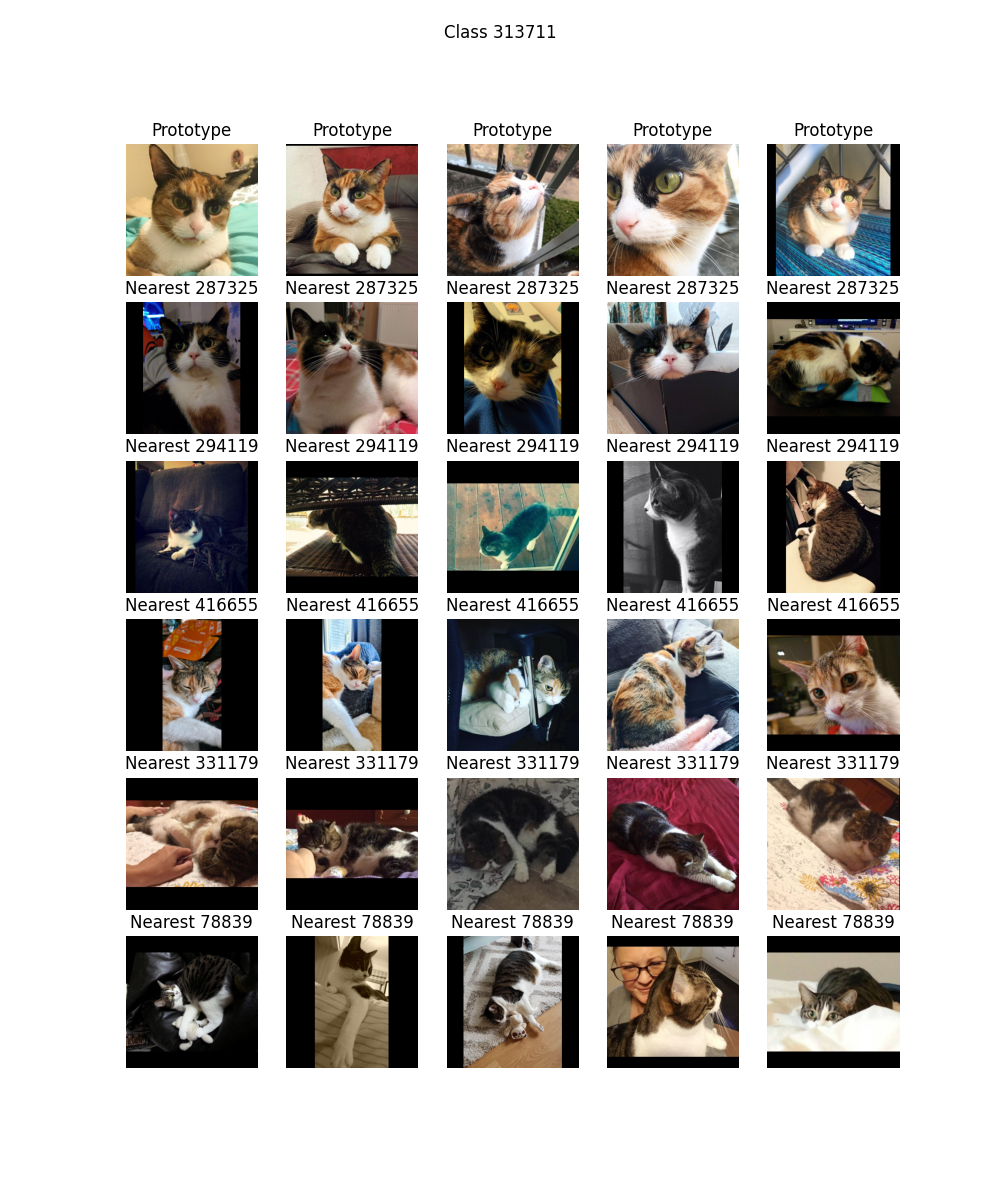 Class 313711
Prototype Prototype Prototype Prototype Prototype
Nearest 287325 Nearest 287325 Nearest 287325 Nearest 287325 Nearest 287325
Nearest 294119 Nearest 294119 Nearest 294119 Nearest 294119 Nearest 294119
Nearest 416655 Nearest 416655 Nearest 416655 Nearest 416655 Nearest 416655
Nearest 331179 Nearest 331179 Nearest 331179 Nearest 331179 Nearest 331179
Nearest 78839 Nearest 78839 Nearest 78839 Nearest 78839 Nearest 78839